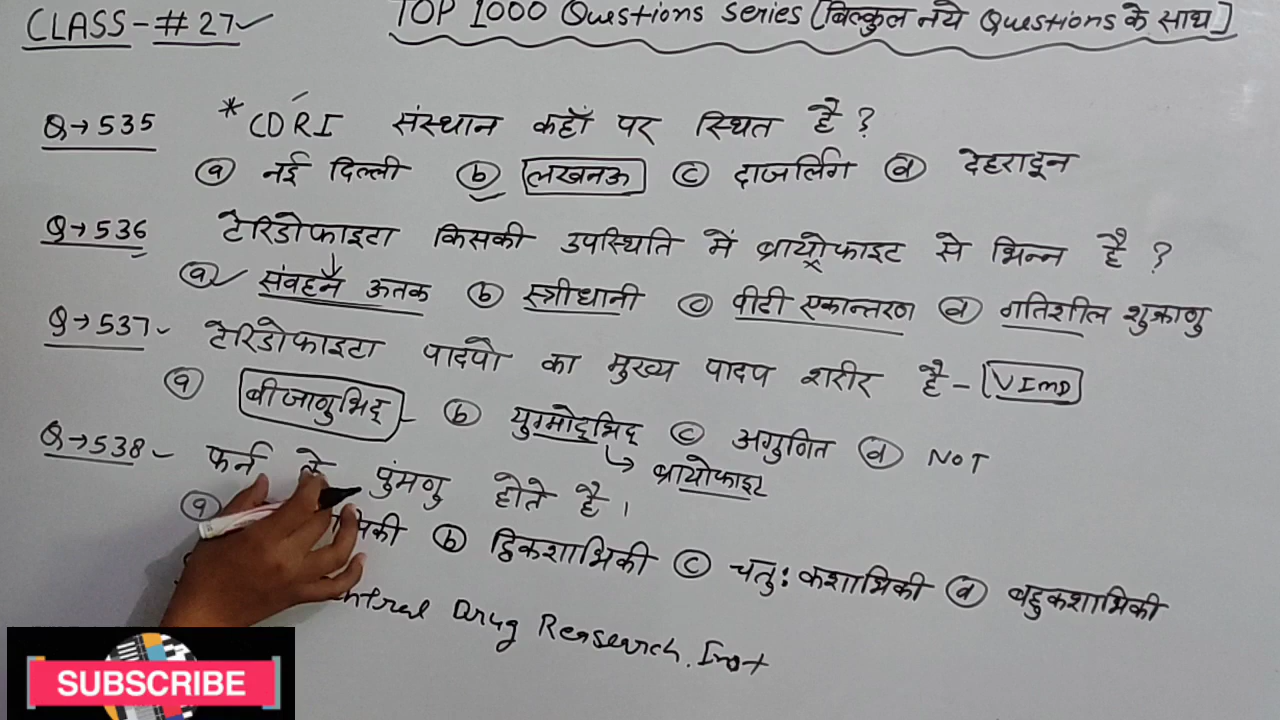 CLASS-#27✓ TOP 1000 Questions Series [बिल्कुल नये Questions के साथ]
Q→535 *CDRI संस्थान कहाँ पर स्थित है ?
(a) नई दिल्ली (b) लखनऊ (c) दार्जलिंग (d) देहरादून
Q→536 टेरिडोफाइटा किसकी उपस्थिति में ब्रायोफाइट से भिन्न है ?
(a) संवहन ऊतक (b) स्त्रीधानी (c) पीढी एकान्तरण (d) गतिशील शुक्राणु
Q→537 टेरिडोफाइटा पादपो का मुख्य पादप शरीर है- VImp
(a) बीजाणुभिद् (b) युग्मोद्भिद् (c) अगुणित (d) NOT
→ ब्रायोफाइट
Q→538 फर्न के पुंमणु होते है।
(a) (b) द्विकशाभिकी (c) चतु:कशाभिकी (d) बहुकशाभिकी
Drug Research. Inst
SUBSCRIBE